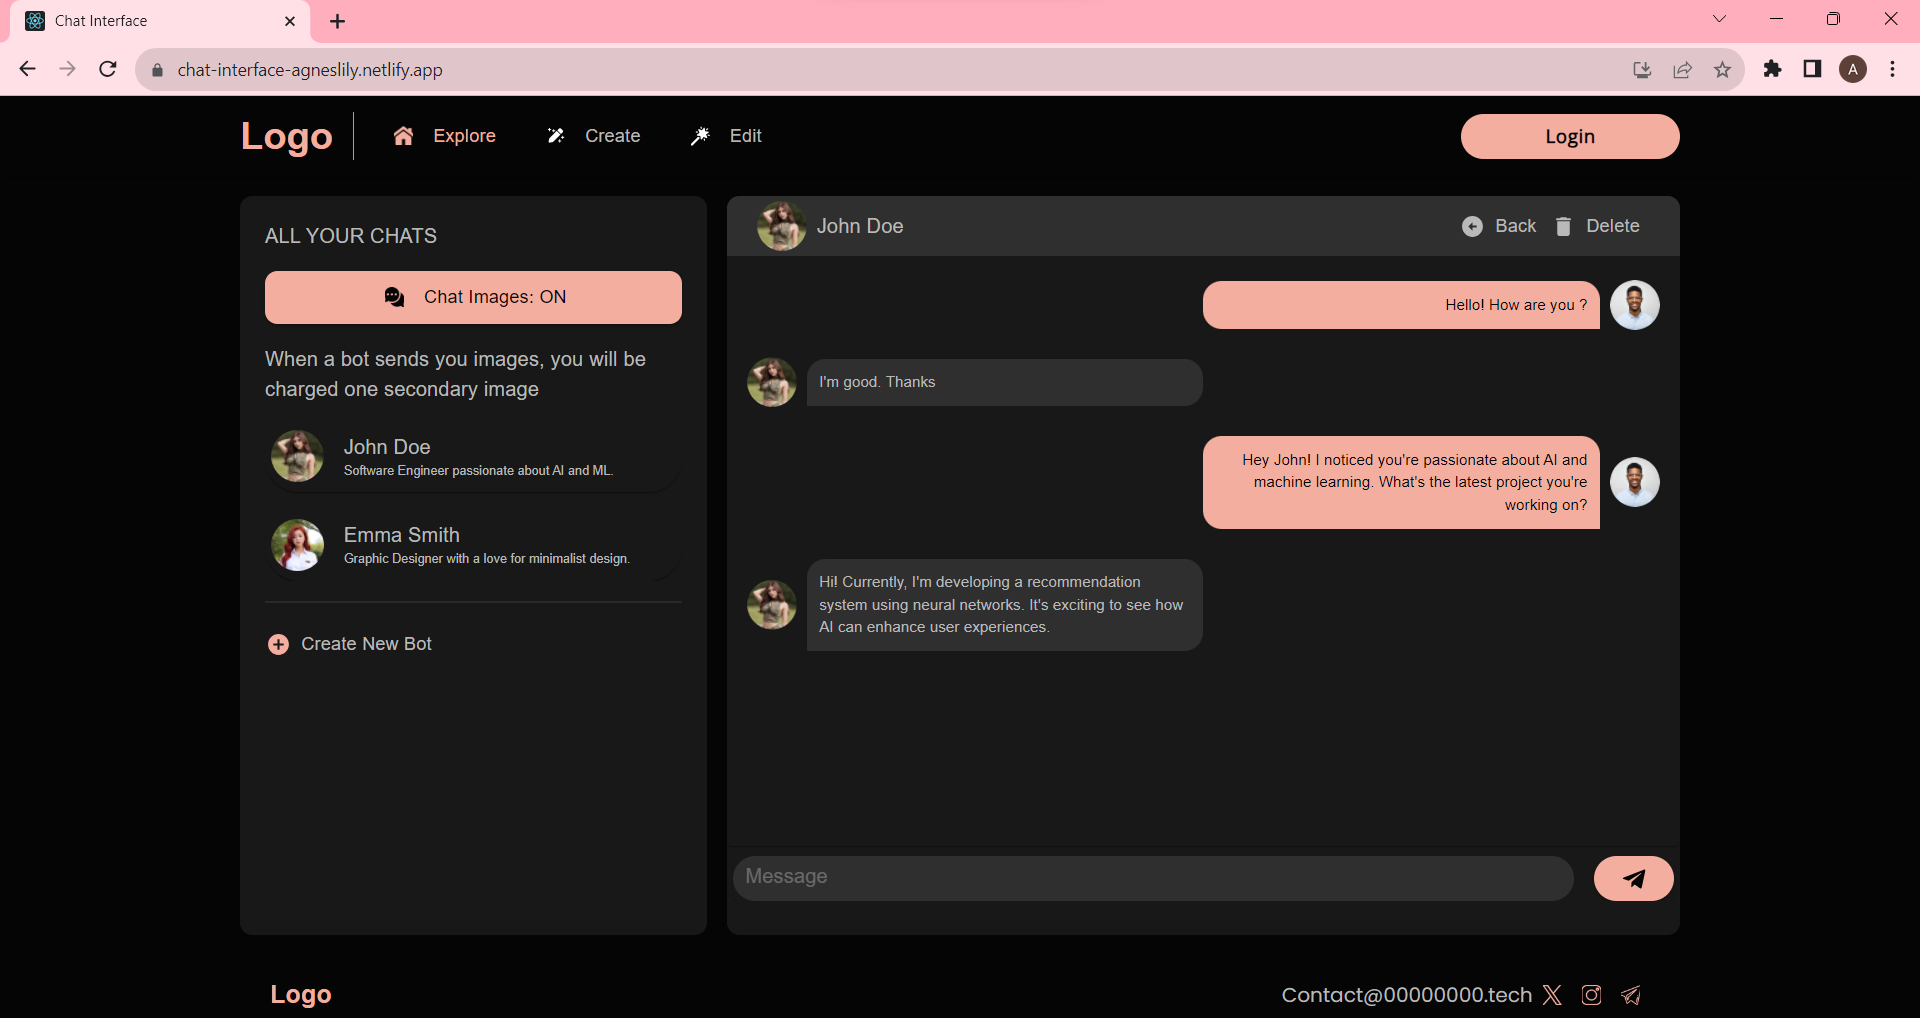 Chat Interface
chat-interface-agneslily.netlify.app
A
Logo
Explore
Create
Edit
Login
ALL YOUR CHATS
Chat Images: ON
When a bot sends you images, you will be
charged one secondary image
John Doe
Software Engineer passionate about AI and ML.
Emma Smith
Graphic Designer with a love for minimalist design.
Create New Bot
John Doe
Back
Delete
Hello! How are you ?
I'm good. Thanks
Hey John! I noticed you're passionate about AI and
machine learning. What's the latest project you're
working on?
Hi! Currently, I'm developing a recommendation
system using neural networks. It's exciting to see how
AI can enhance user experiences.
Message
Logo
Contact@00000000.tech